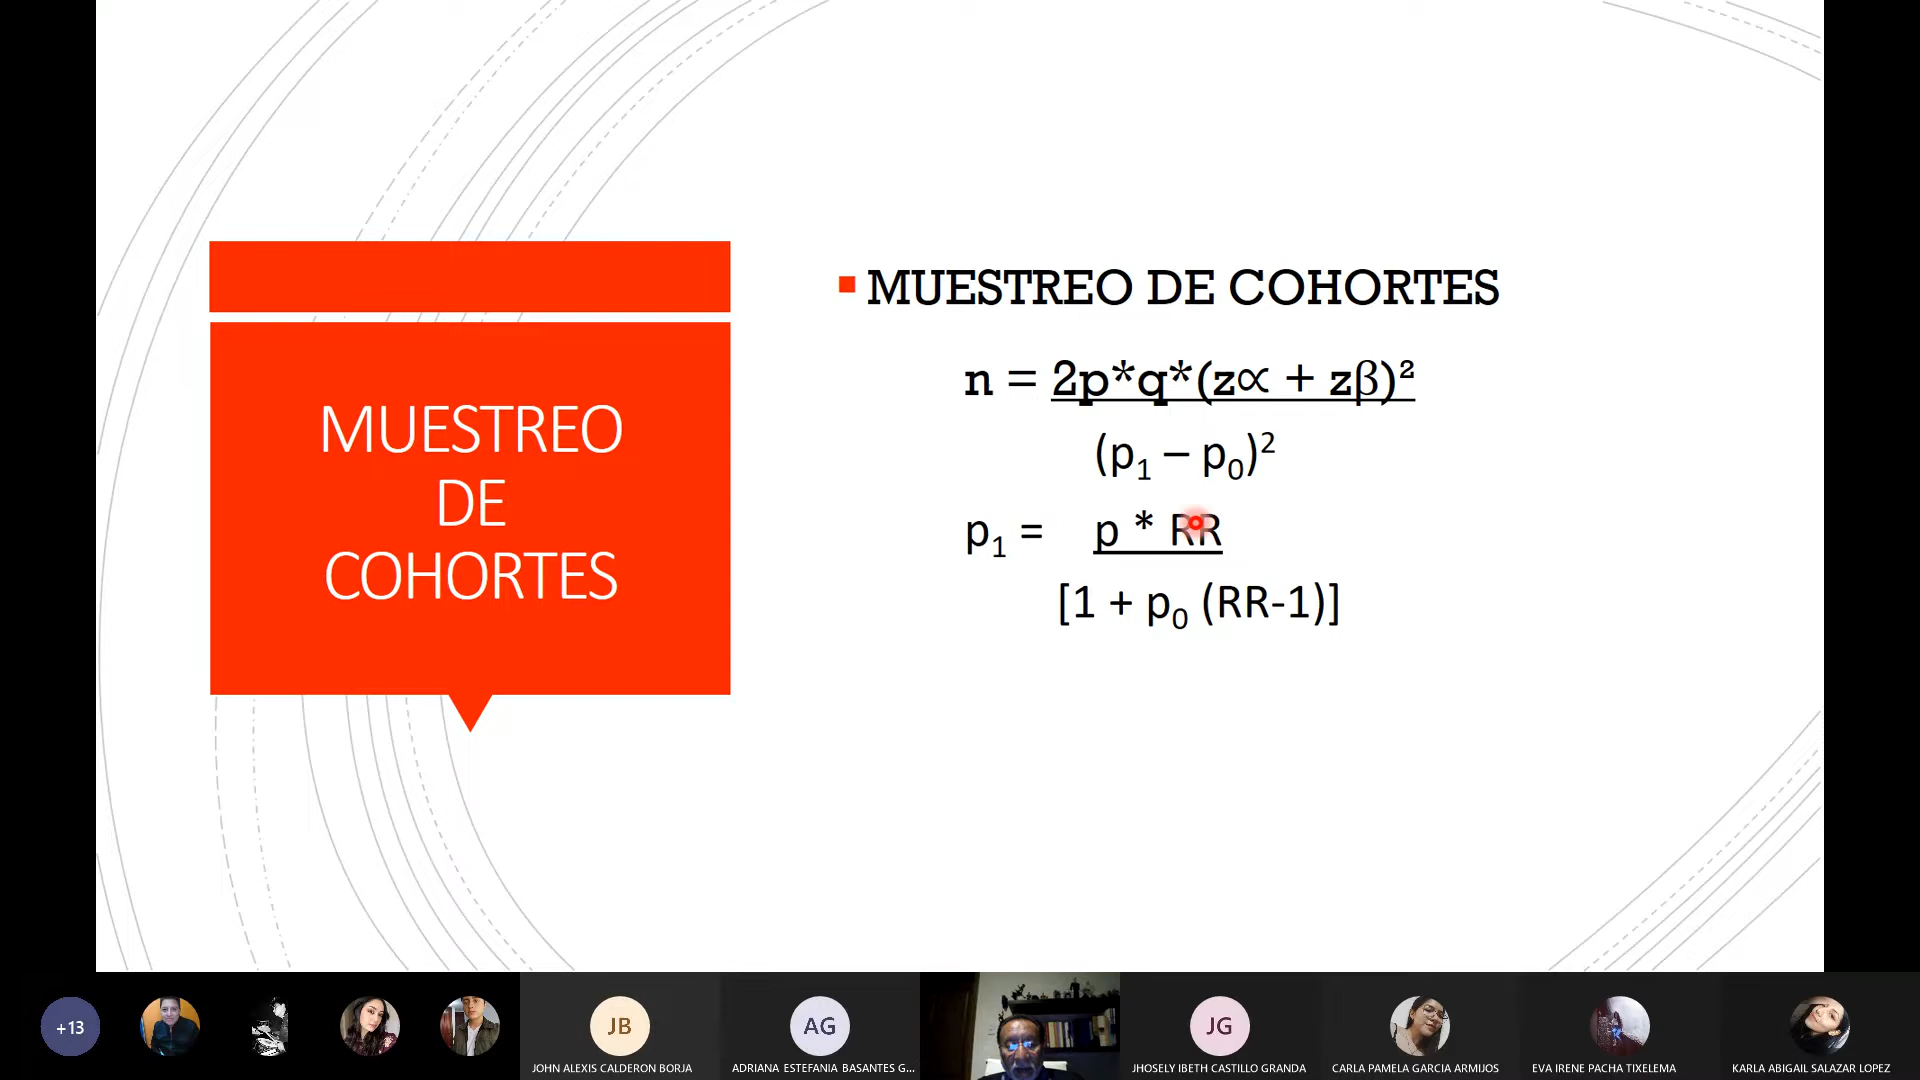 MUESTREO
DE
COHORTES
MUESTREO DE COHORTES
n = 2p*q*(z∝ + zβ)²
(p₁ – p₀)²
p₁ = p * RR
[1 + p₀ (RR-1)]
+13
JB
JOHN ALEXIS CALDERON BORJA
AG
ADRIANA ESTEFANIA BASANTES G...
JG
JHOSELY IBETH CASTILLO GRANDA
CARLA PAMELA GARCIA ARMIJOS
EVA IRENE PACHA TIXELEMA
KARLA ABIGAIL SALAZAR LOPEZ